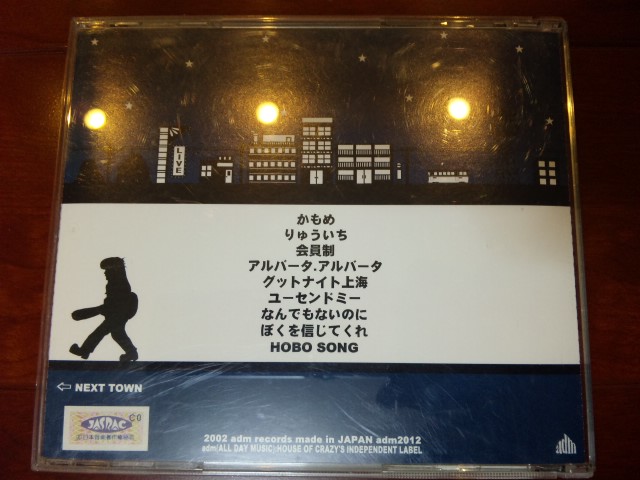 LIVE
かもめ
りゅういち
会員制
アルバータ.アルバータ
グットナイト上海
ユーセンドミー
なんでもないのに
ぼくを信じてくれ
HOBO SONG
NEXT TOWN
JASRAC
C0
2002 adm records made in JAPAN adm2012
adm(ALL DAY MUSIC)HOUSE OF CRAZY'S INDEPENDENT LABEL
adm